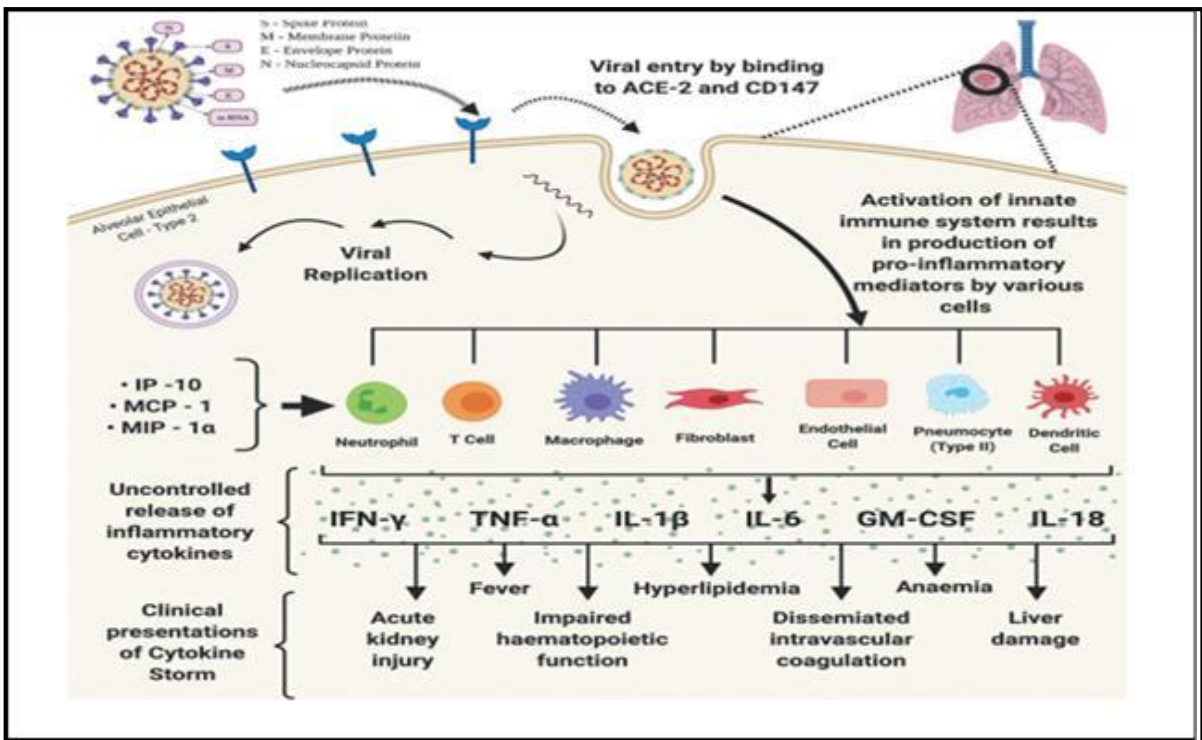 S - Spike Protein
M - Membrane Proteiin
E - Envelope Protein
N - Nucleocapsid Protein
N
S
M
E
ss RNA
Viral entry by binding
to ACE-2 and CD147
Alveolar Epithelial
Cell - Type 2
Viral
Replication
Activation of innate
immune system results
in production of
pro-inflammatory
mediators by various
cells
• IP -10
• MCP - 1
• MIP - 1α
Neutrophil
T Cell
Macrophage
Fibroblast
Endothelial
Cell
Pneumocyte
(Type II)
Dendritic
Cell
Uncontrolled
release of
inflammatory
cytokines
IFN-γ TNF-α IL-1β IL-6 GM-CSF IL-18
Clinical
presentations
of Cytokine
Storm
Fever
Hyperlipidemia
Anaemia
Acute
kidney
injury
Impaired
haematopoietic
function
Dissemiated
intravascular
coagulation
Liver
damage